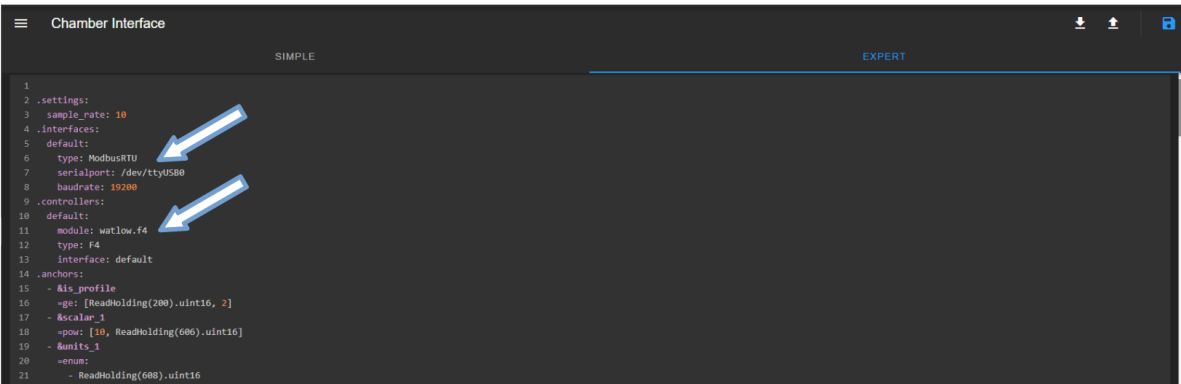 Chamber Interface
SIMPLE
EXPERT
1
2 .settings:
3   sample_rate: 10
4 .interfaces:
5   default:
6     type: ModbusRTU
7     serialport: /dev/ttyUSB0
8     baudrate: 19200
9 .controllers:
10   default:
11     module: watlow.f4
12     type: F4
13     interface: default
14 .anchors:
15   - &is_profile
16     =ge: [ReadHolding(200).uint16, 2]
17   - &scalar_1
18     =pow: [10, ReadHolding(606).uint16]
19   - &units_1
20     =enum:
21       - ReadHolding(608).uint16